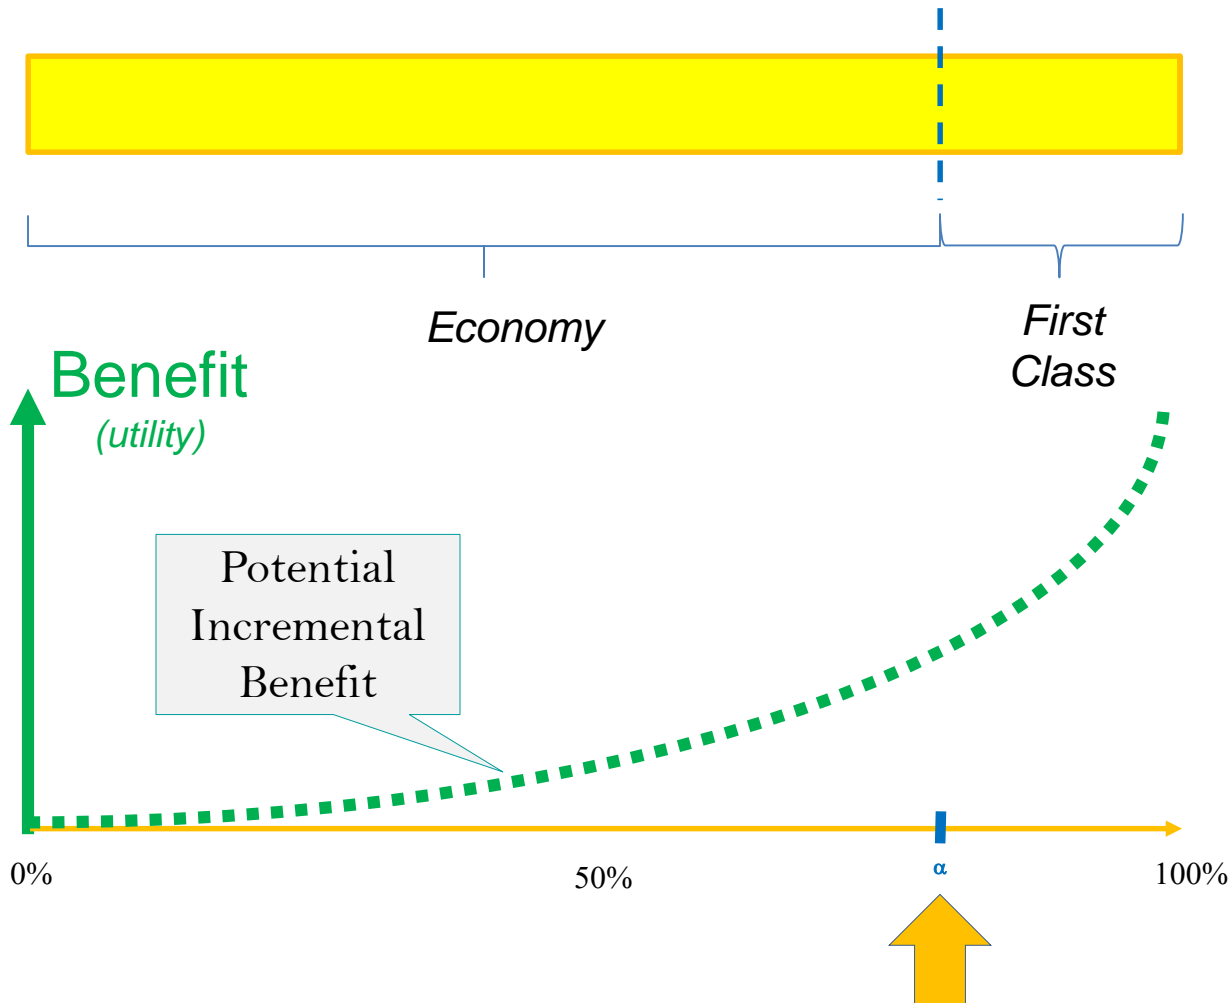 Economy
First
Class
Benefit
(utility)
Potential
Incremental
Benefit
0%
50%
α
100%